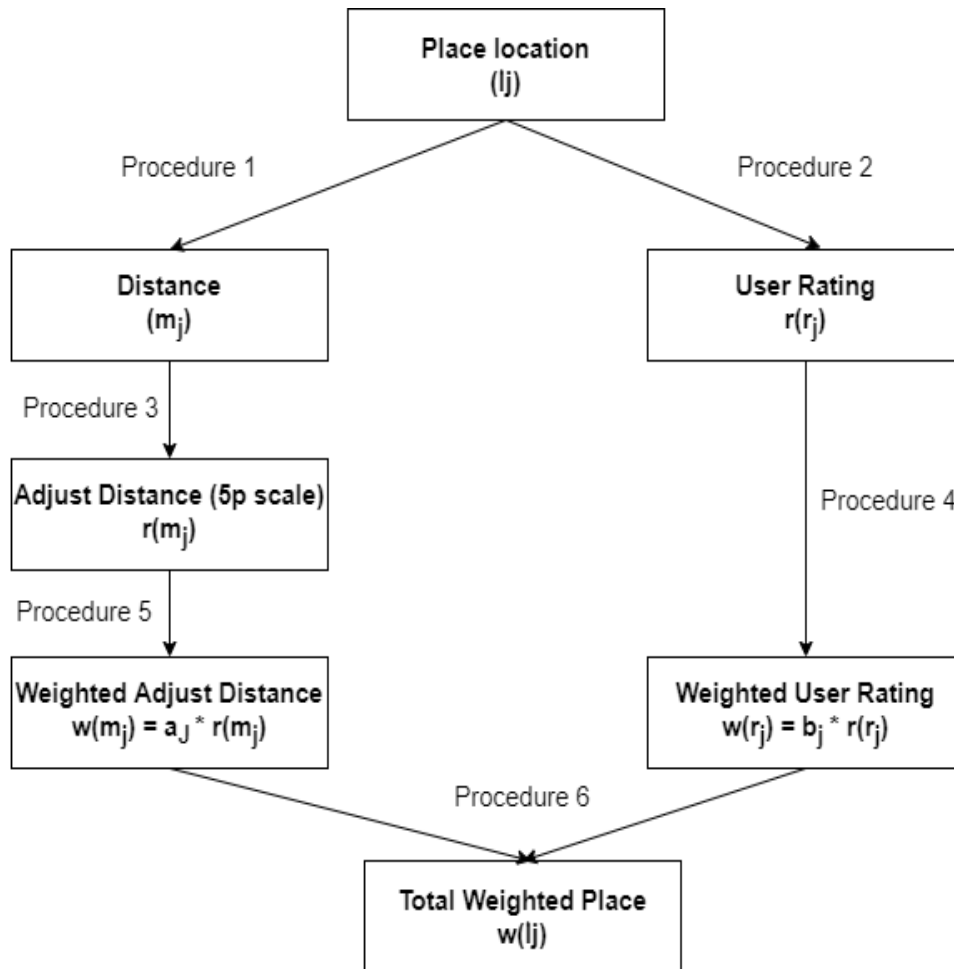 Place location
(lj)
Procedure 1
Procedure 2
Distance
(mj)
User Rating
r(rj)
Procedure 3
Adjust Distance (5p scale)
r(mj)
Procedure 4
Procedure 5
Weighted Adjust Distance
w(mj) = aJ * r(mj)
Weighted User Rating
w(rj) = bj * r(rj)
Procedure 6
Total Weighted Place
w(lj)